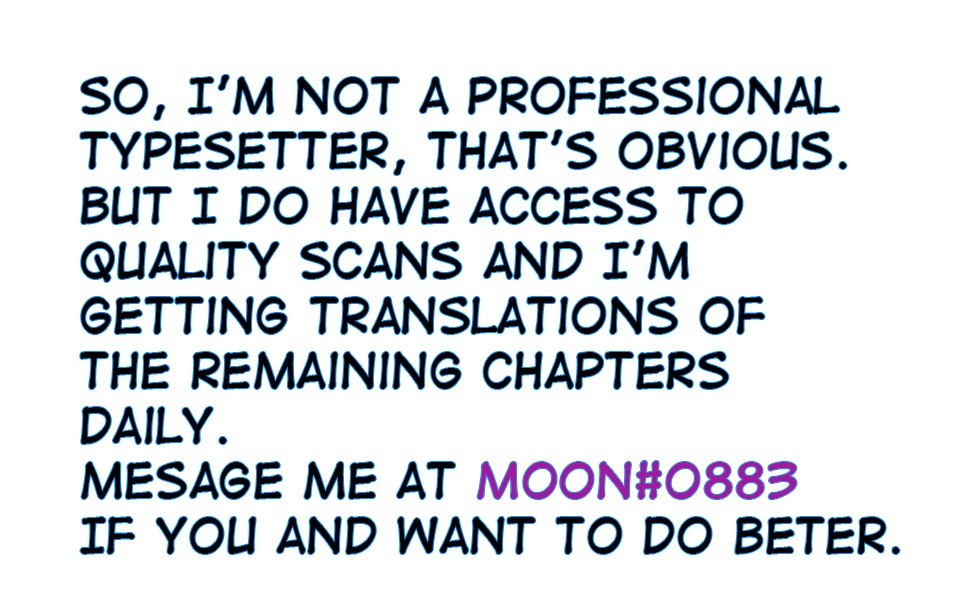 SO, I'M NOT A PROFESSIONAL
TYPESETTER, THAT'S OBVIOUS.
BUT I DO HAVE ACCESS TO
QUALITY SCANS AND I'M
GETTING TRANSLATIONS OF
THE REMAINING CHAPTERS
DAILY.
MESAGE ME AT MOON#0883
IF YOU AND WANT TO DO BETER.